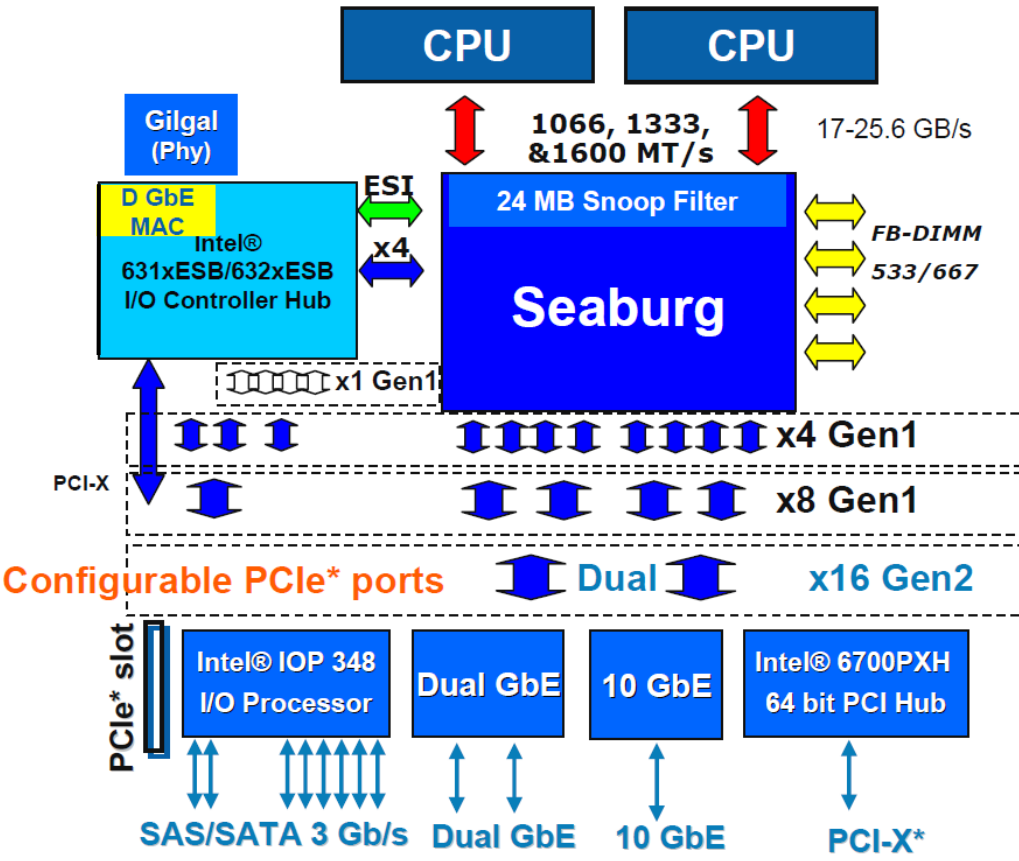 CPU
CPU
Gilgal
(Phy)
1066, 1333,
&1600 MT/s
17-25.6 GB/s
D GbE
MAC
Intel®
631xESB/632xESB
I/O Controller Hub
ESI
x4
24 MB Snoop Filter
Seaburg
FB-DIMM
533/667
x1 Gen1
x4 Gen1
PCI-X
x8 Gen1
Configurable PCIe* ports
Dual
x16 Gen2
PCIe* slot
Intel® IOP 348
I/O Processor
Dual GbE
10 GbE
Intel® 6700PXH
64 bit PCI Hub
SAS/SATA 3 Gb/s
Dual GbE
10 GbE
PCI-X*